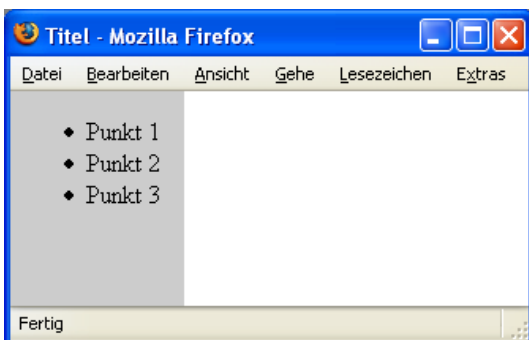 Titel - Mozilla Firefox
Datei Bearbeiten Ansicht Gehe Lesezeichen Extras
• Punkt 1
• Punkt 2
• Punkt 3
Fertig